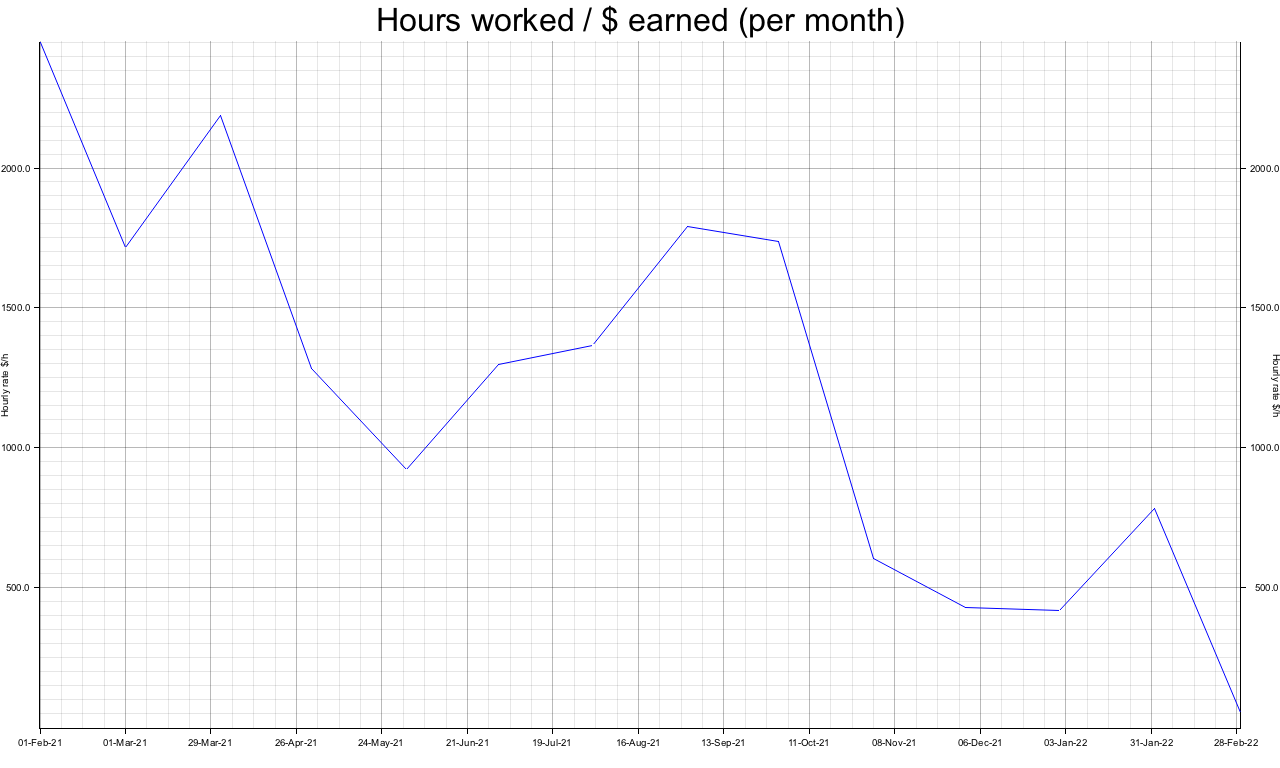 Hours worked / $ earned (per month)
2000.0
2000.0
1500.0
1500.0
Hourly rate $/h
Hourly rate $/h
1000.0
1000.0
500.0
500.0
01-Feb-21 01-Mar-21 29-Mar-21 26-Apr-21 24-May-21 21-Jun-21 19-Jul-21 16-Aug-21 13-Sep-21 11-Oct-21 08-Nov-21 06-Dec-21 03-Jan-22 31-Jan-22 28-Feb-22